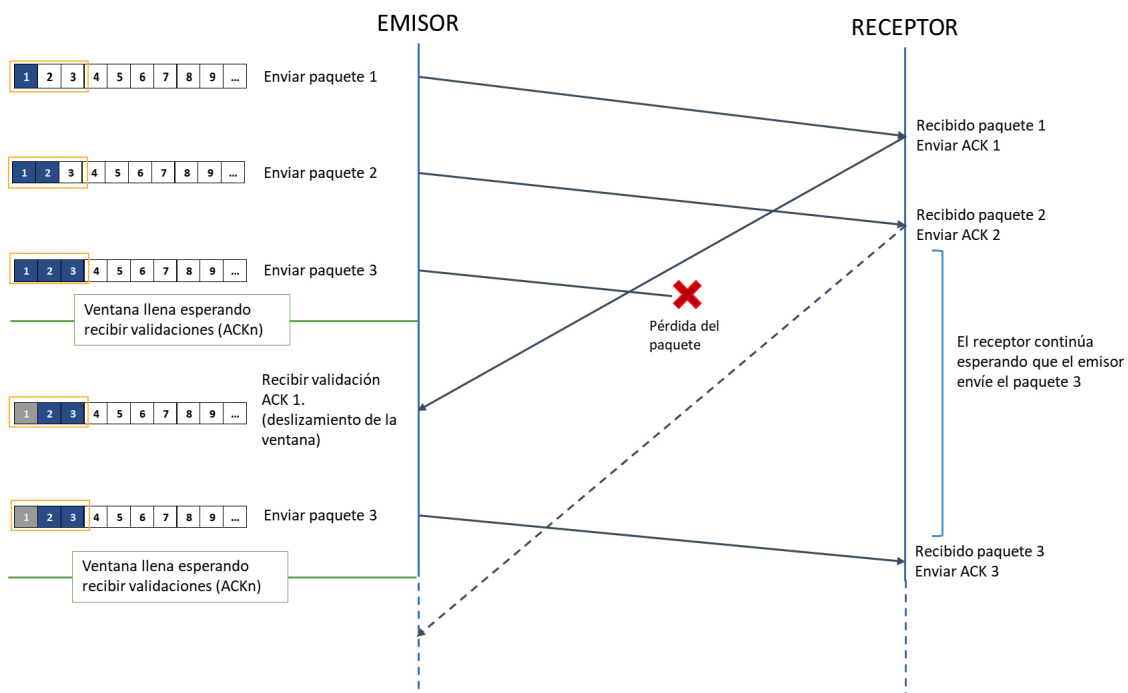 EMISOR
RECEPTOR
1 2 3 4 5 6 7 8 9 ...
Enviar paquete 1
Recibido paquete 1
Enviar ACK 1
1 2 3 4 5 6 7 8 9 ...
Enviar paquete 2
Recibido paquete 2
Enviar ACK 2
1 2 3 4 5 6 7 8 9 ...
Enviar paquete 3
Pérdida del
paquete
Ventana llena esperando
recibir validaciones (ACKn)
El receptor continúa
esperando que el emisor
envíe el paquete 3
1 2 3 4 5 6 7 8 9 ...
Recibir validación
ACK 1.
(deslizamiento de la
ventana)
1 2 3 4 5 6 7 8 9 ...
Enviar paquete 3
Recibido paquete 3
Enviar ACK 3
Ventana llena esperando
recibir validaciones (ACKn)